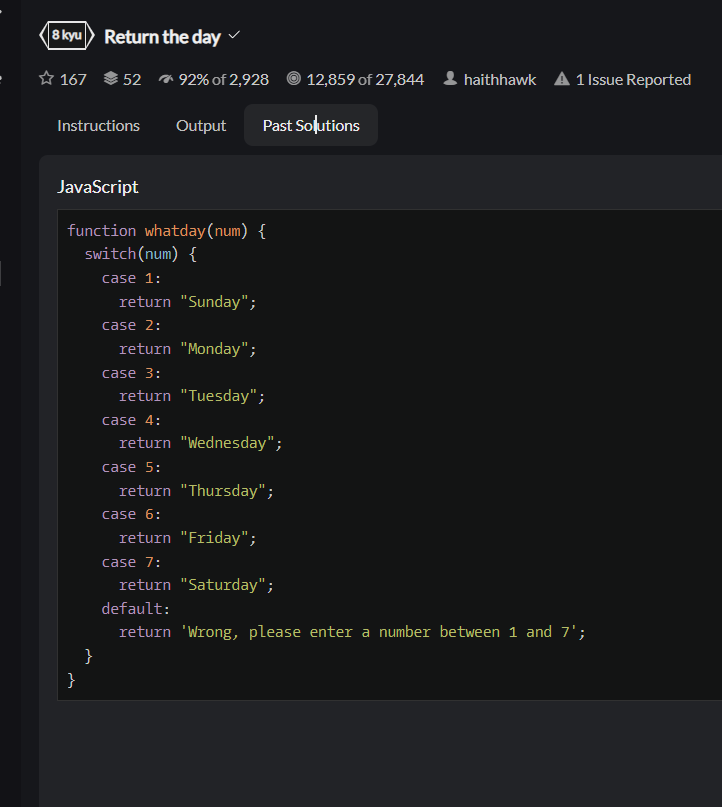 8 kyu Return the day
167 52 92% of 2,928 12,859 of 27,844 haithhawk 1 Issue Reported
Instructions Output Past Solutions
JavaScript
function whatday(num) {
  switch(num) {
    case 1:
      return "Sunday";
    case 2:
      return "Monday";
    case 3:
      return "Tuesday";
    case 4:
      return "Wednesday";
    case 5:
      return "Thursday";
    case 6:
      return "Friday";
    case 7:
      return "Saturday";
    default:
      return 'Wrong, please enter a number between 1 and 7';
  }
}